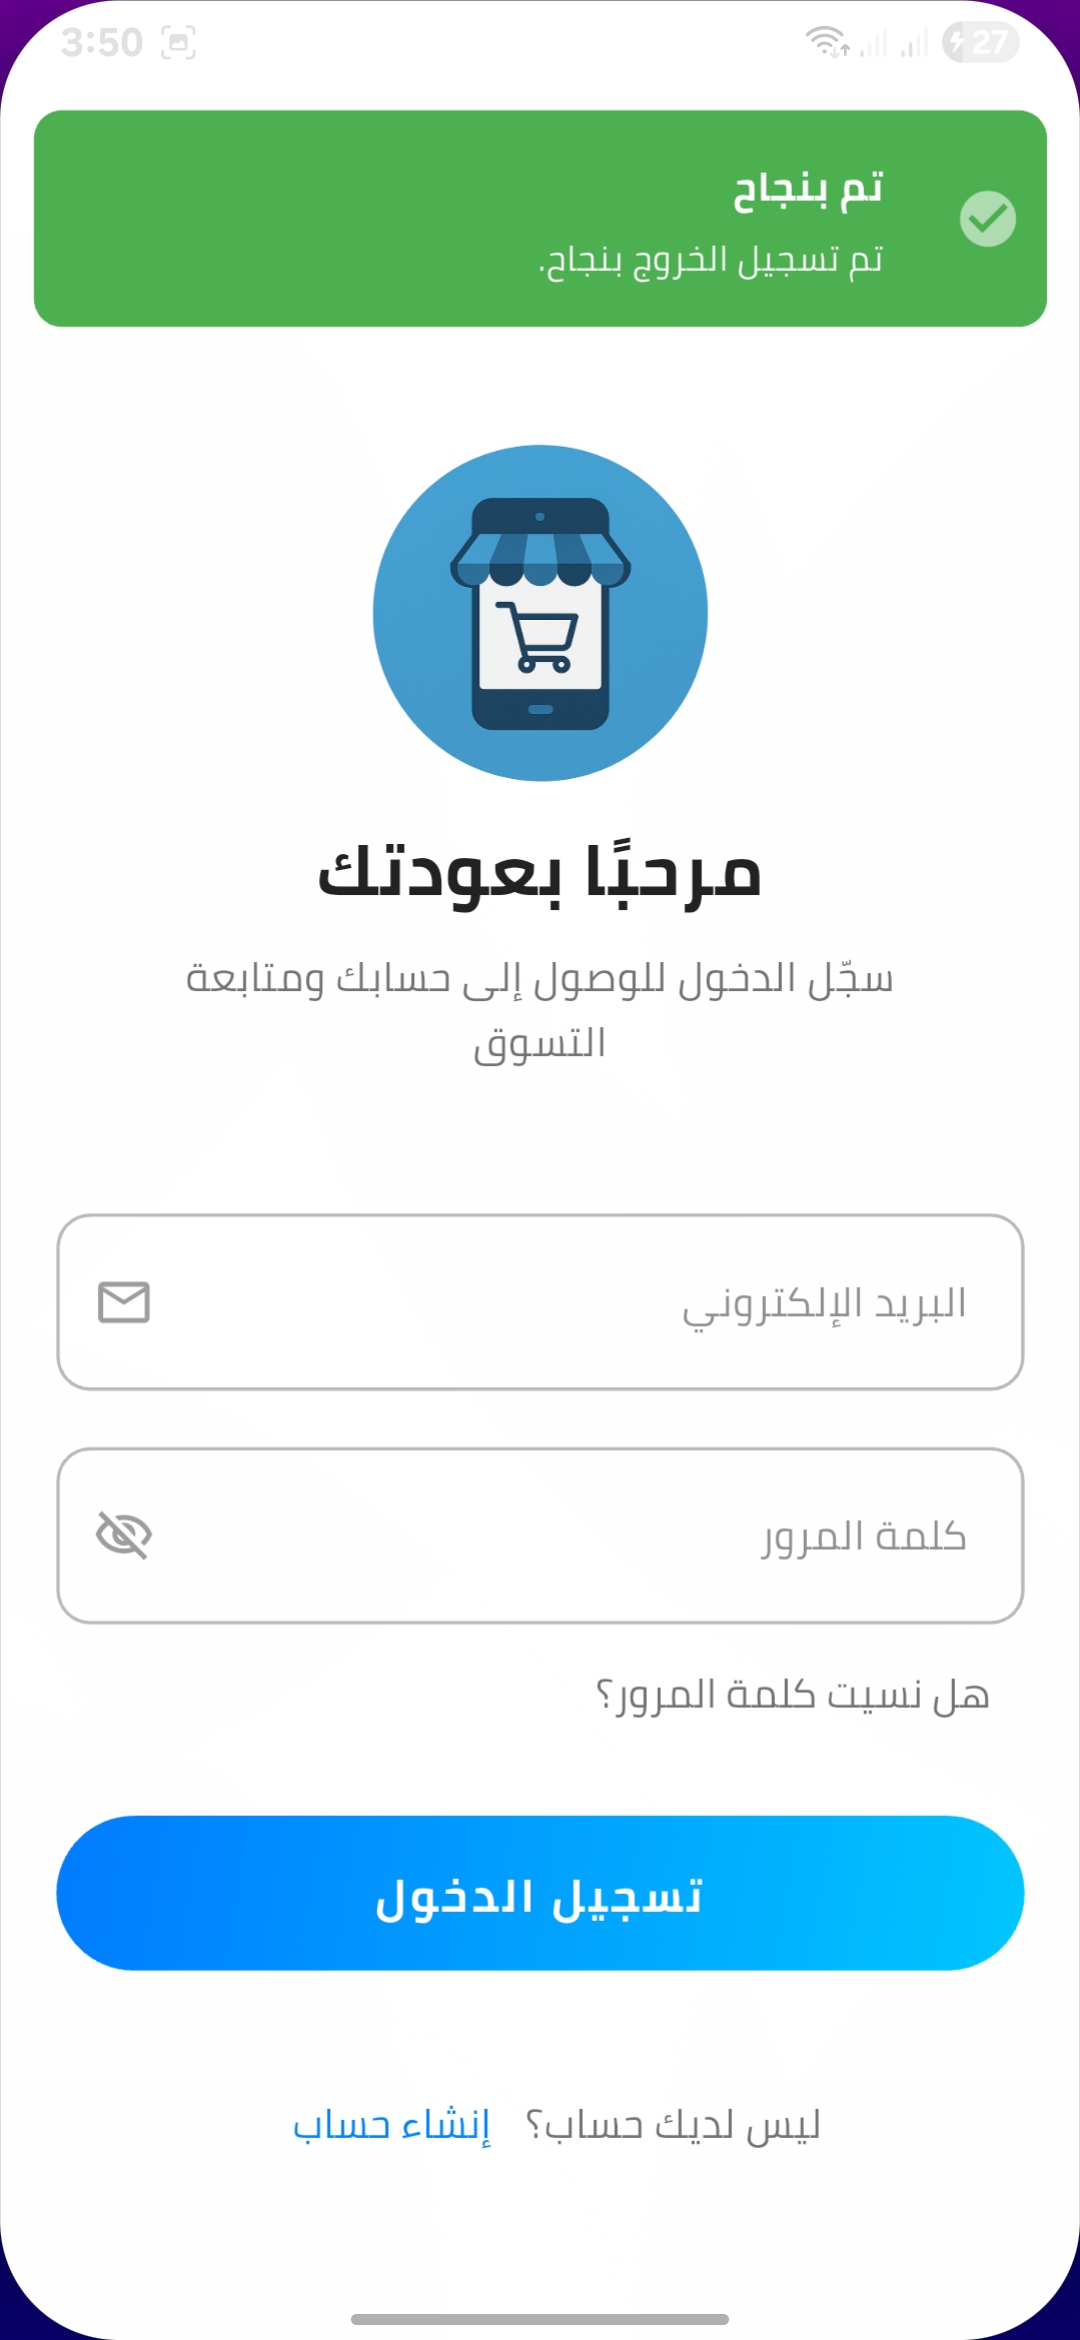 3:50
27
تم بنجاح
تم تسجيل الخروج بنجاح.
مرحبًا بعودتك
سجّل الدخول للوصول إلى حسابك ومتابعة
التسوق
البريد الإلكتروني
كلمة المرور
هل نسيت كلمة المرور؟
تسجيل الدخول
ليس لديك حساب؟ إنشاء حساب